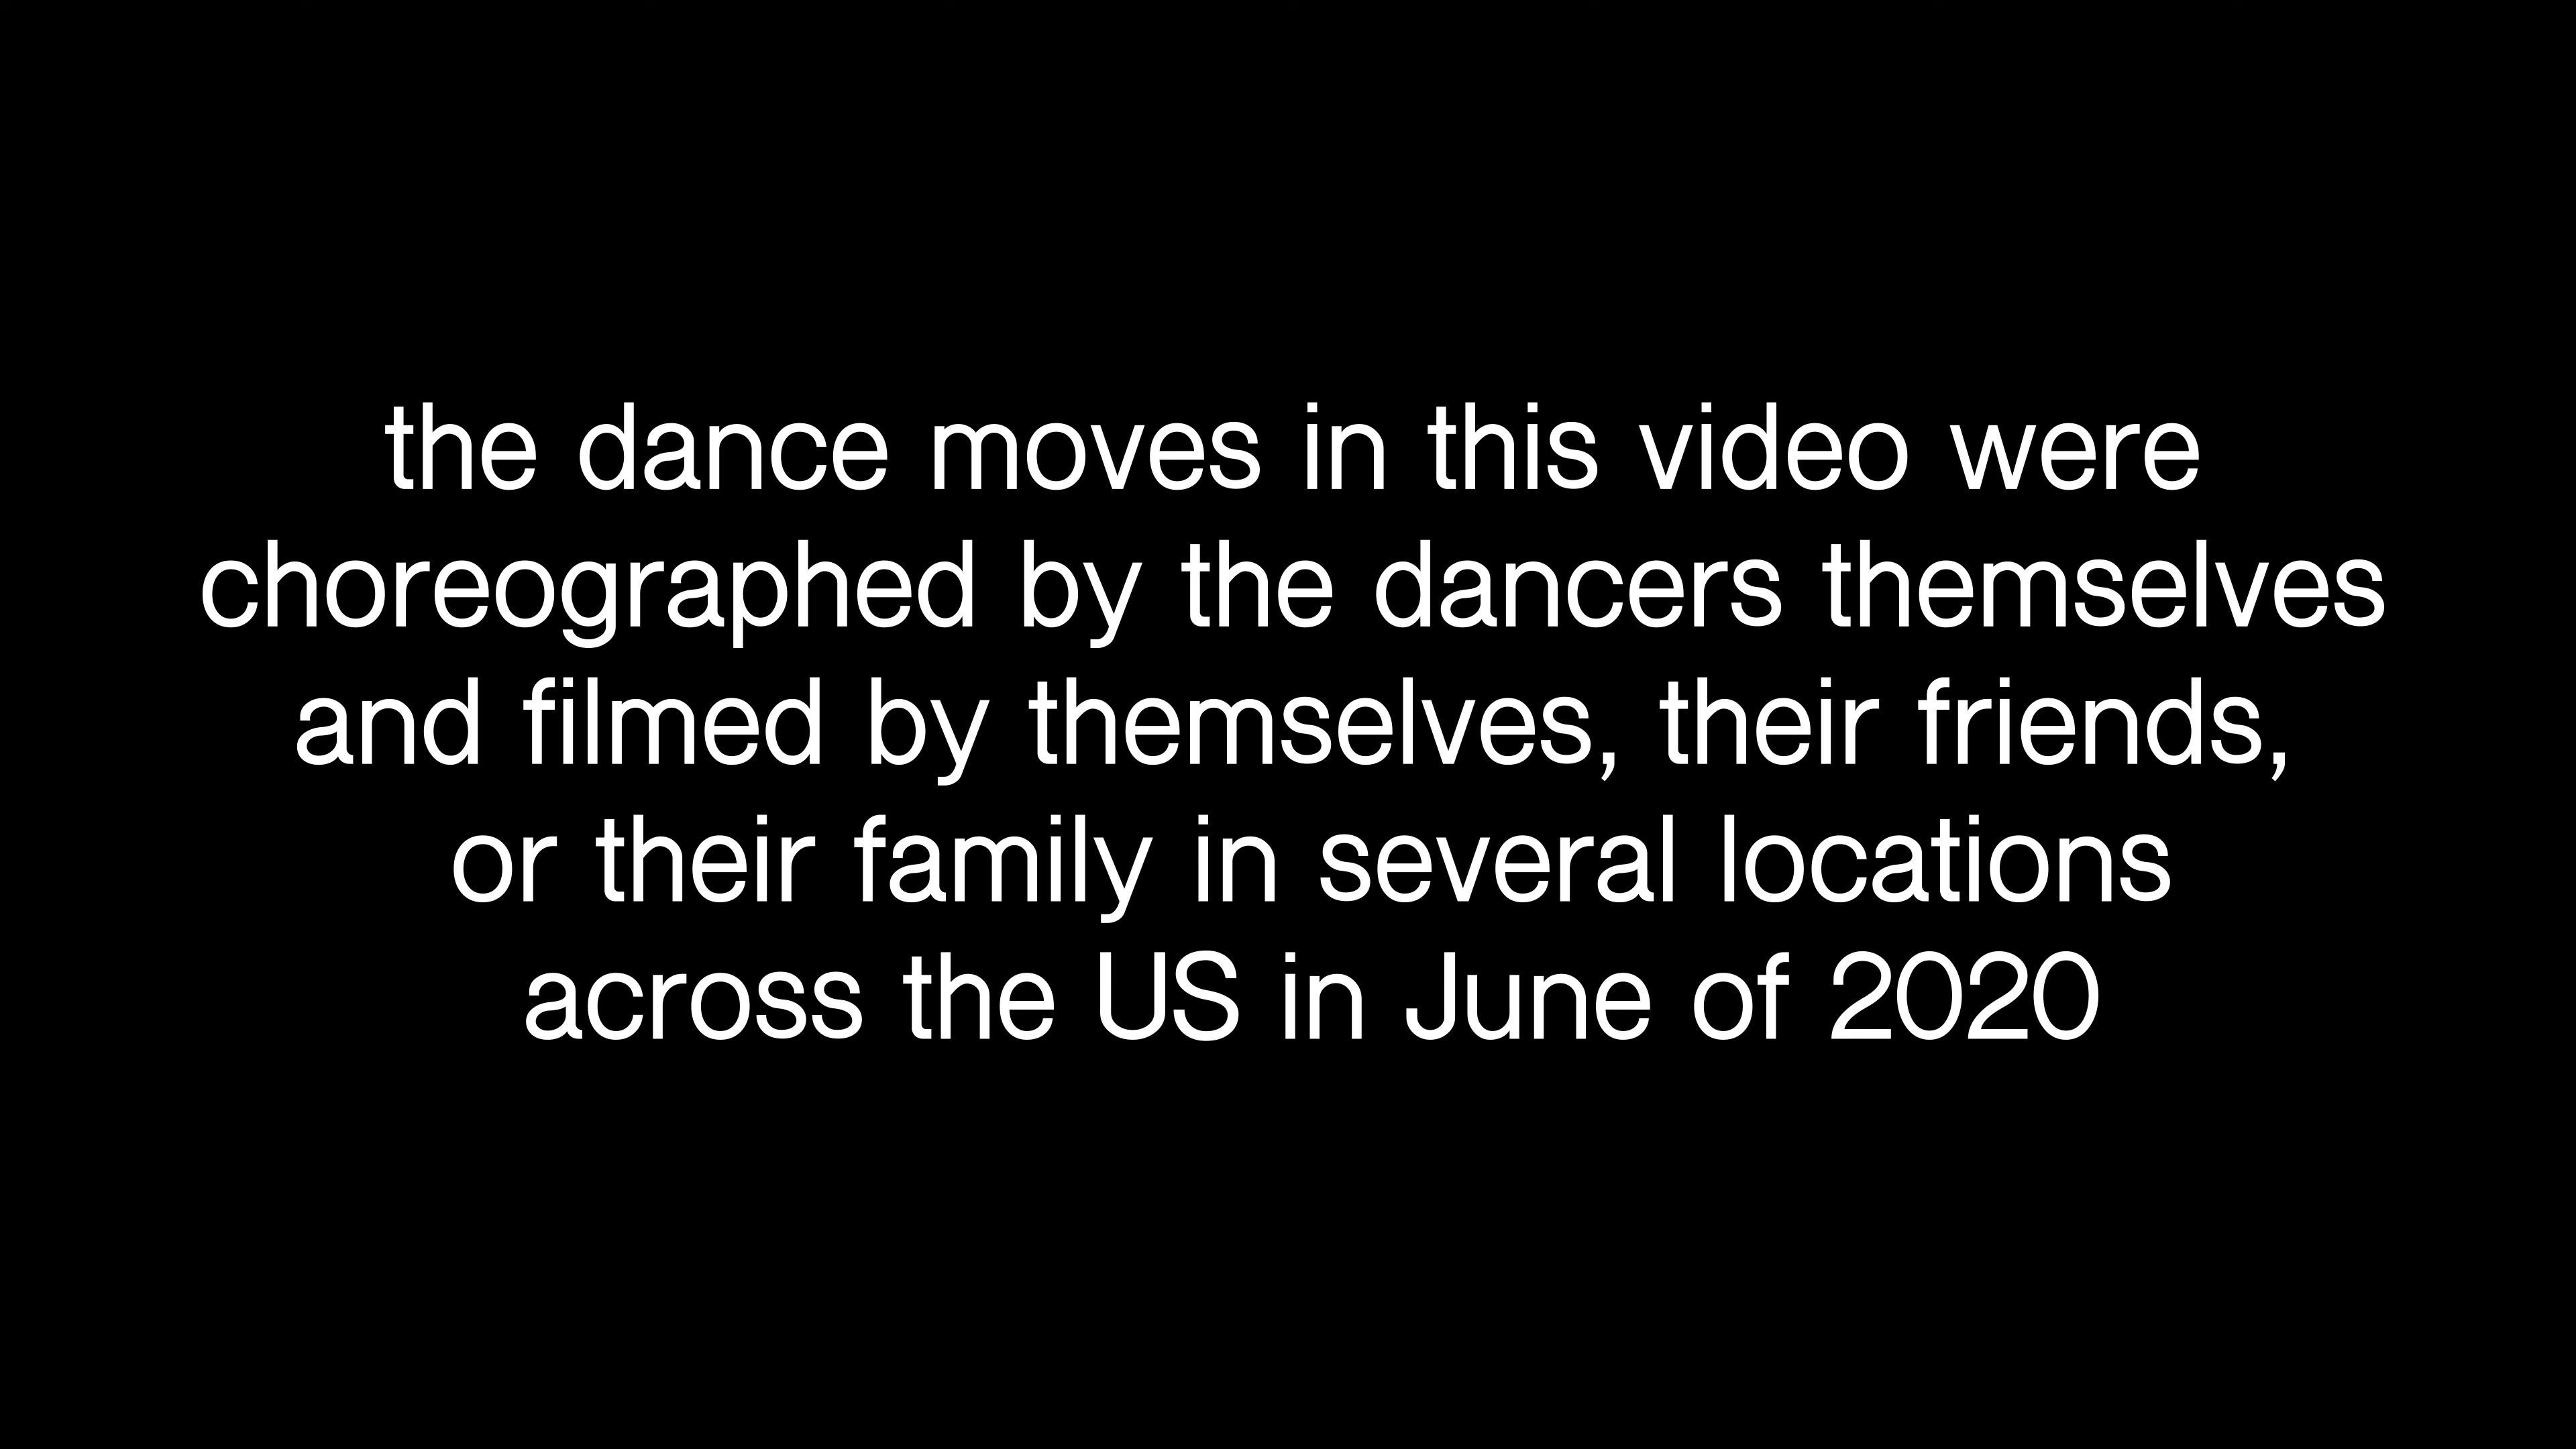 the dance moves in this video were
choreographed by the dancers themselves
and filmed by themselves, their friends,
or their family in several locations
across the US in June of 2020